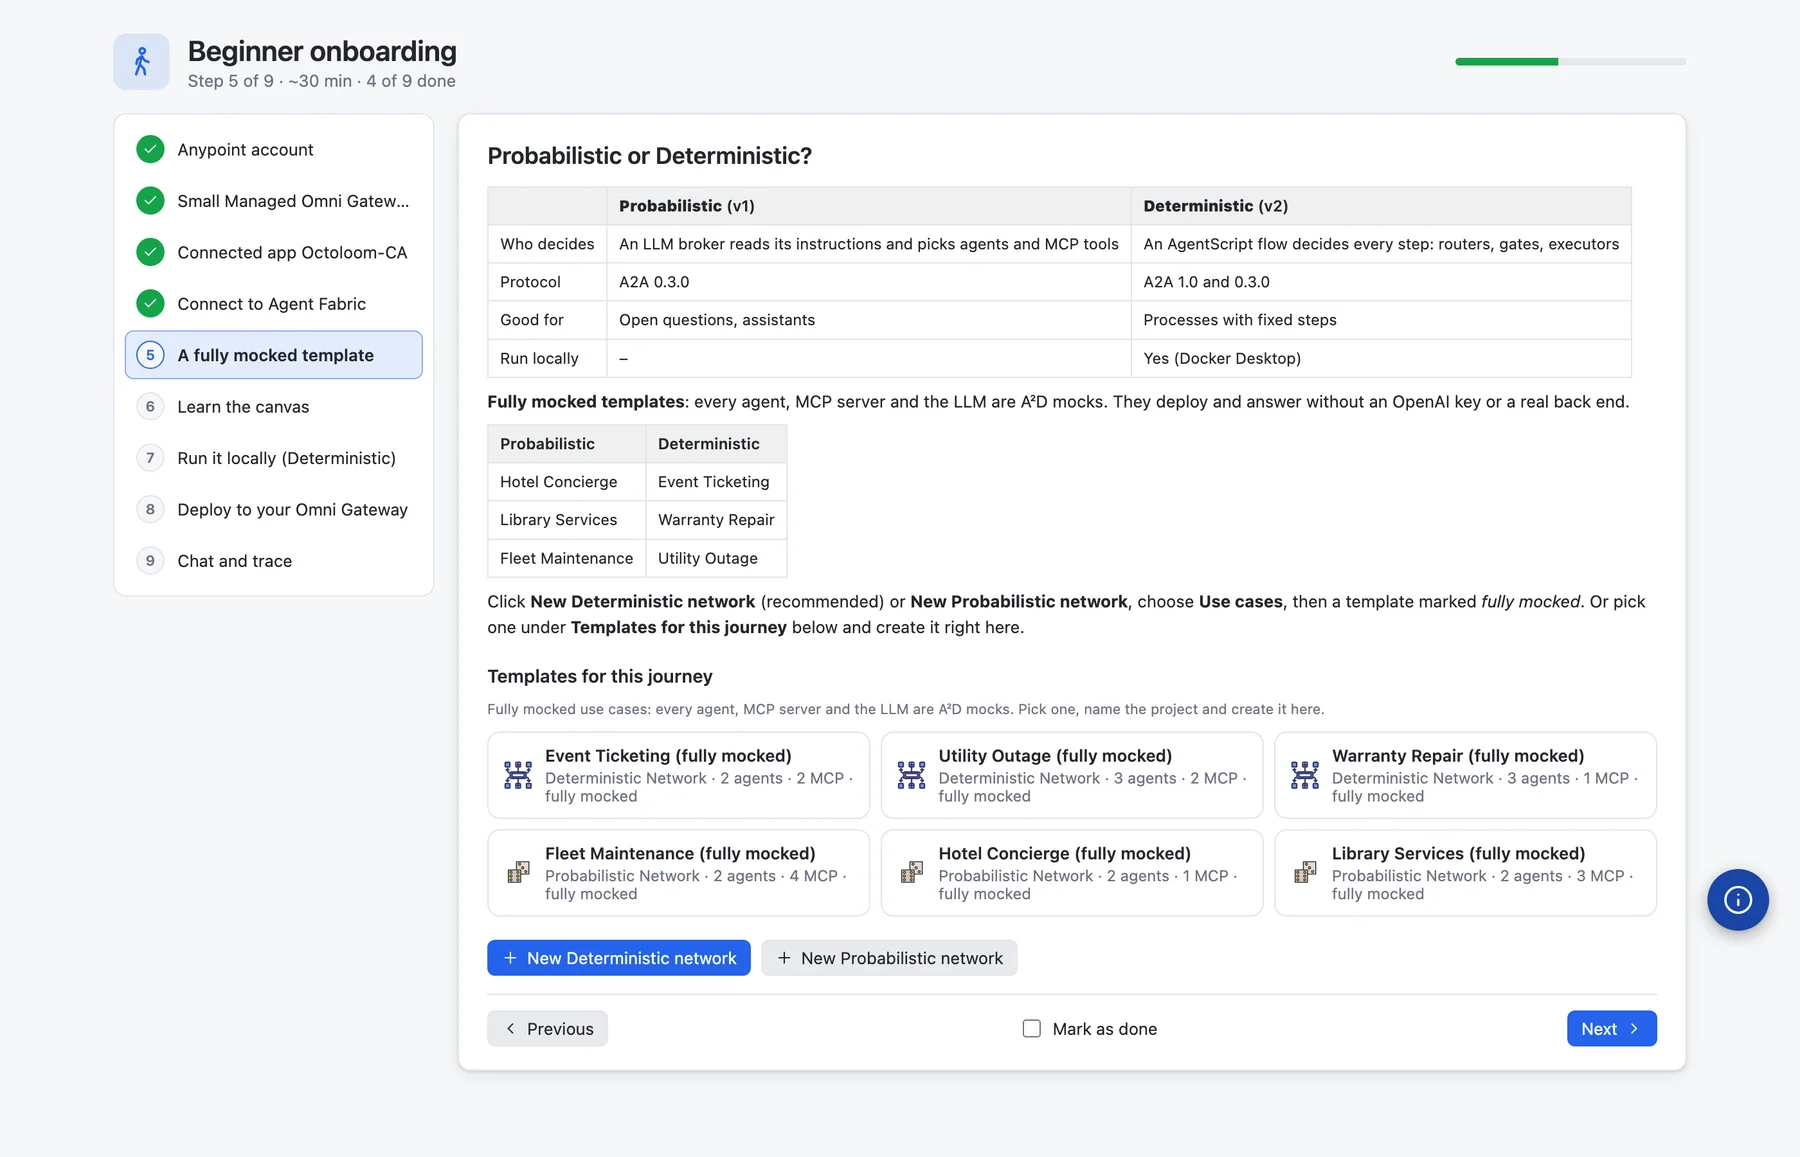 Beginner onboarding
Step 5 of 9 · ~30 min · 4 of 9 done
Anypoint account
Small Managed Omni Gatew...
Connected app Octoloom-CA
Connect to Agent Fabric
5 A fully mocked template
6 Learn the canvas
7 Run it locally (Deterministic)
8 Deploy to your Omni Gateway
9 Chat and trace
Probabilistic or Deterministic?
Probabilistic (v1) Deterministic (v2)
Who decides An LLM broker reads its instructions and picks agents and MCP tools An AgentScript flow decides every step: routers, gates, executors
Protocol A2A 0.3.0 A2A 1.0 and 0.3.0
Good for Open questions, assistants Processes with fixed steps
Run locally – Yes (Docker Desktop)
Fully mocked templates: every agent, MCP server and the LLM are A²D mocks. They deploy and answer without an OpenAI key or a real back end.
Probabilistic Deterministic
Hotel Concierge Event Ticketing
Library Services Warranty Repair
Fleet Maintenance Utility Outage
Click New Deterministic network (recommended) or New Probabilistic network, choose Use cases, then a template marked fully mocked. Or pick
one under Templates for this journey below and create it right here.
Templates for this journey
Fully mocked use cases: every agent, MCP server and the LLM are A²D mocks. Pick one, name the project and create it here.
Event Ticketing (fully mocked)
Deterministic Network · 2 agents · 2 MCP ·
fully mocked
Utility Outage (fully mocked)
Deterministic Network · 3 agents · 2 MCP ·
fully mocked
Warranty Repair (fully mocked)
Deterministic Network · 3 agents · 1 MCP ·
fully mocked
Fleet Maintenance (fully mocked)
Probabilistic Network · 2 agents · 4 MCP ·
fully mocked
Hotel Concierge (fully mocked)
Probabilistic Network · 2 agents · 1 MCP ·
fully mocked
Library Services (fully mocked)
Probabilistic Network · 2 agents · 3 MCP ·
fully mocked
+ New Deterministic network
+ New Probabilistic network
Previous
Mark as done
Next